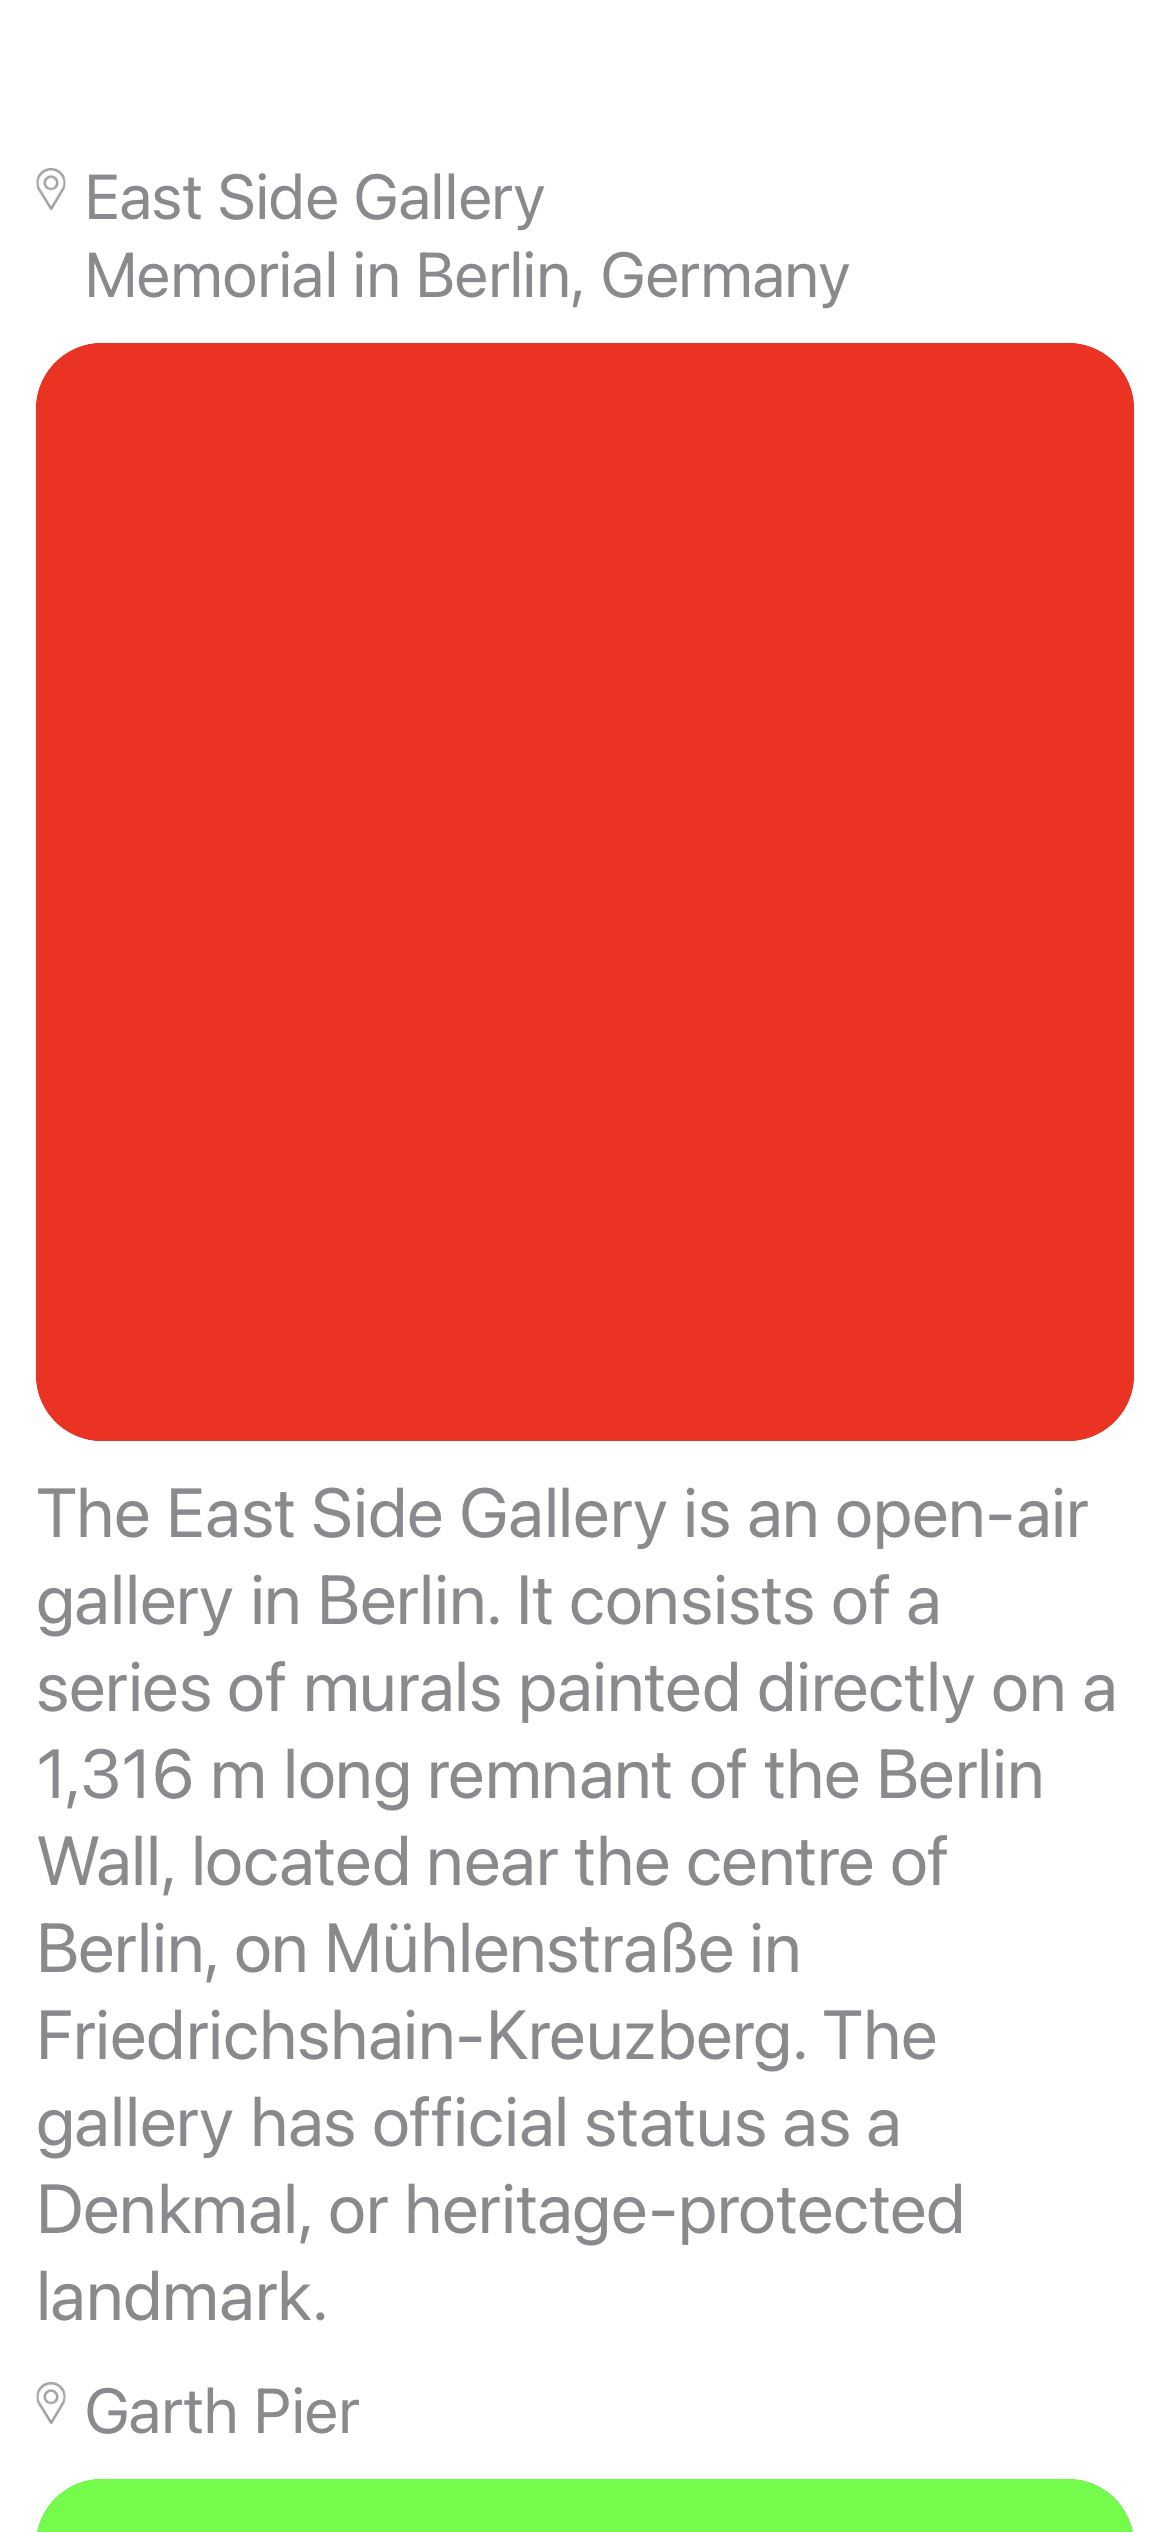 East Side Gallery
Memorial in Berlin, Germany
The East Side Gallery is an open-air
gallery in Berlin. It consists of a
series of murals painted directly on a
1,316 m long remnant of the Berlin
Wall, located near the centre of
Berlin, on Mühlenstraße in
Friedrichshain-Kreuzberg. The
gallery has official status as a
Denkmal, or heritage-protected
landmark.
Garth Pier